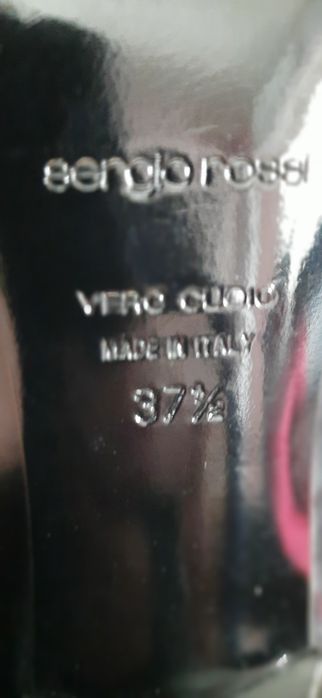 sergio rossi
VERO CUOIO
MADE IN ITALY
37½